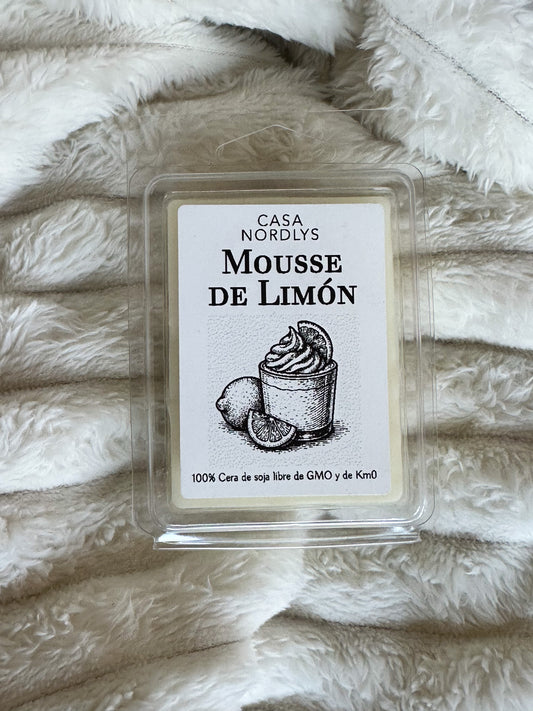 CASA
NORDLYS
MOUSSE
DE LIMÓN
100% Cera de soja libre de GMO y de Km0